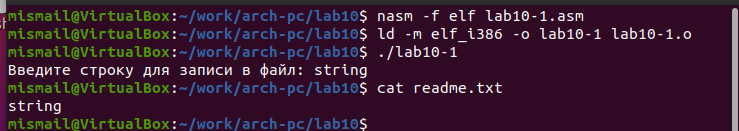 mismail@VirtualBox:~/work/arch-pc/lab10$ nasm -f elf lab10-1.asm
mismail@VirtualBox:~/work/arch-pc/lab10$ ld -m elf_i386 -o lab10-1 lab10-1.o
mismail@VirtualBox:~/work/arch-pc/lab10$ ./lab10-1
Введите строку для записи в файл: string
mismail@VirtualBox:~/work/arch-pc/lab10$ cat readme.txt
string
mismail@VirtualBox:~/work/arch-pc/lab10$